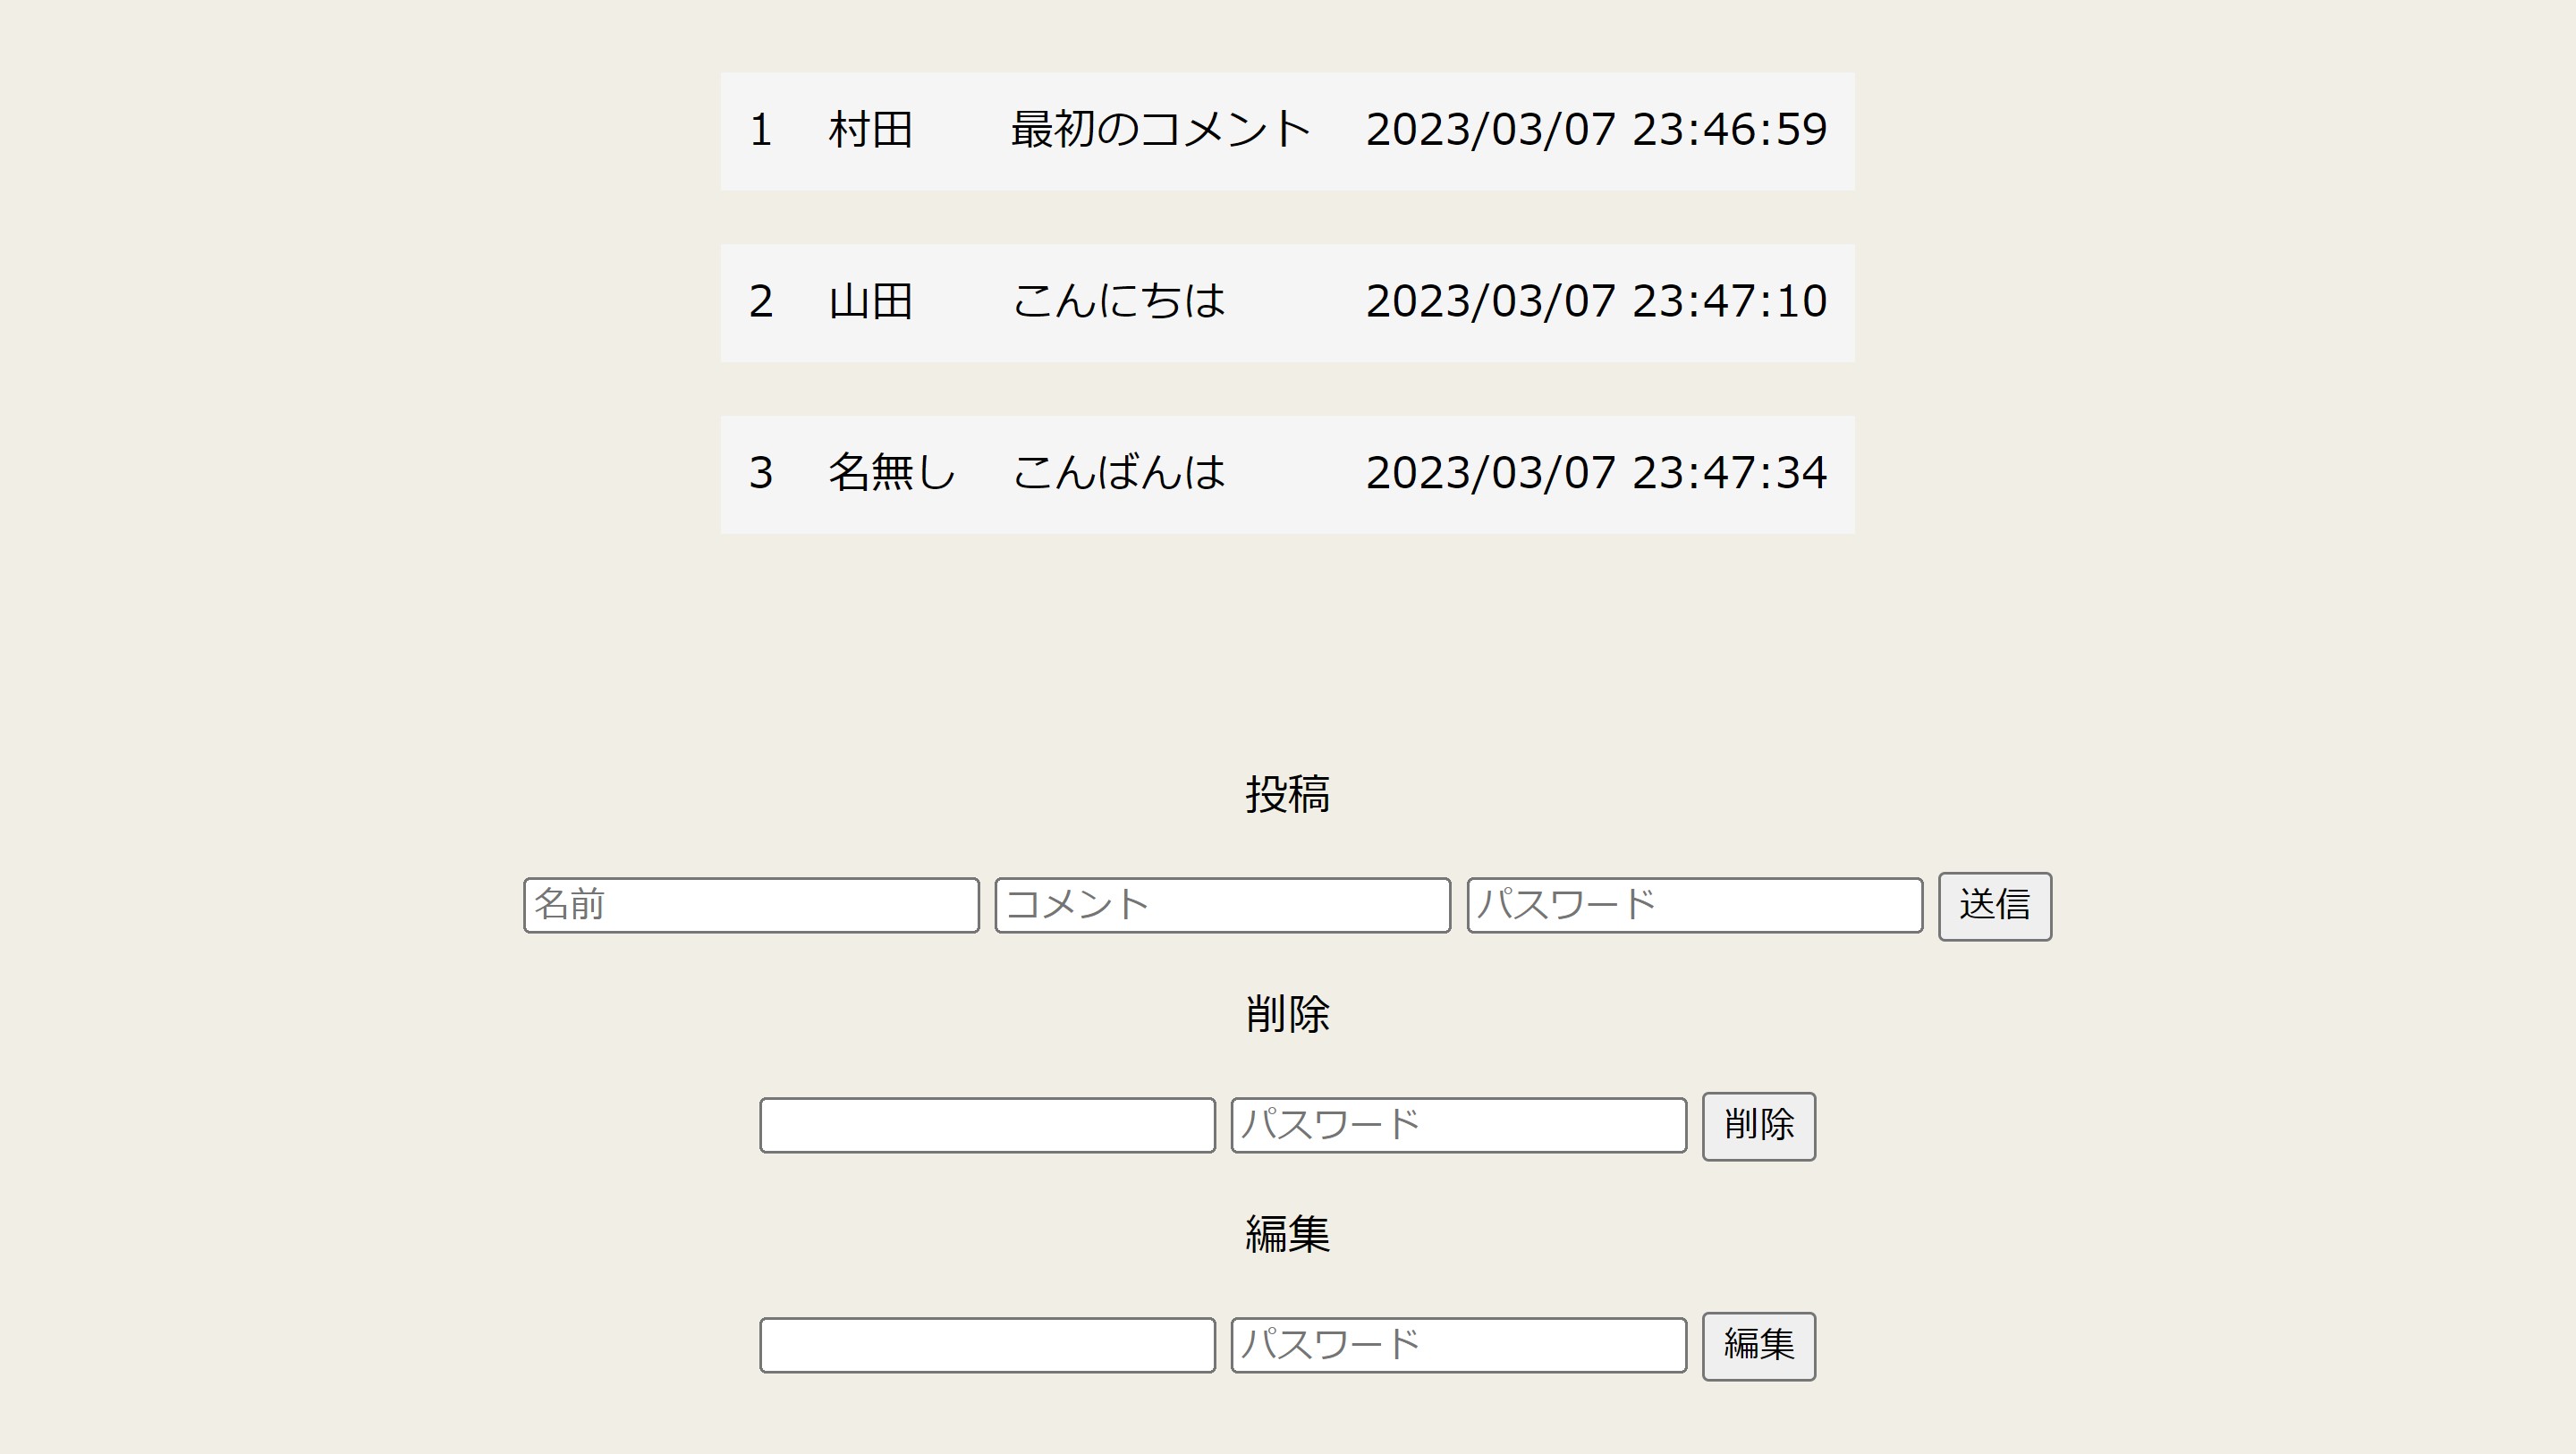 1 村田 最初のコメント 2023/03/07 23:46:59
2 山田 こんにちは 2023/03/07 23:47:10
3 名無し こんばんは 2023/03/07 23:47:34
投稿
名前 コメント パスワード 送信
削除
パスワード 削除
編集
パスワード 編集